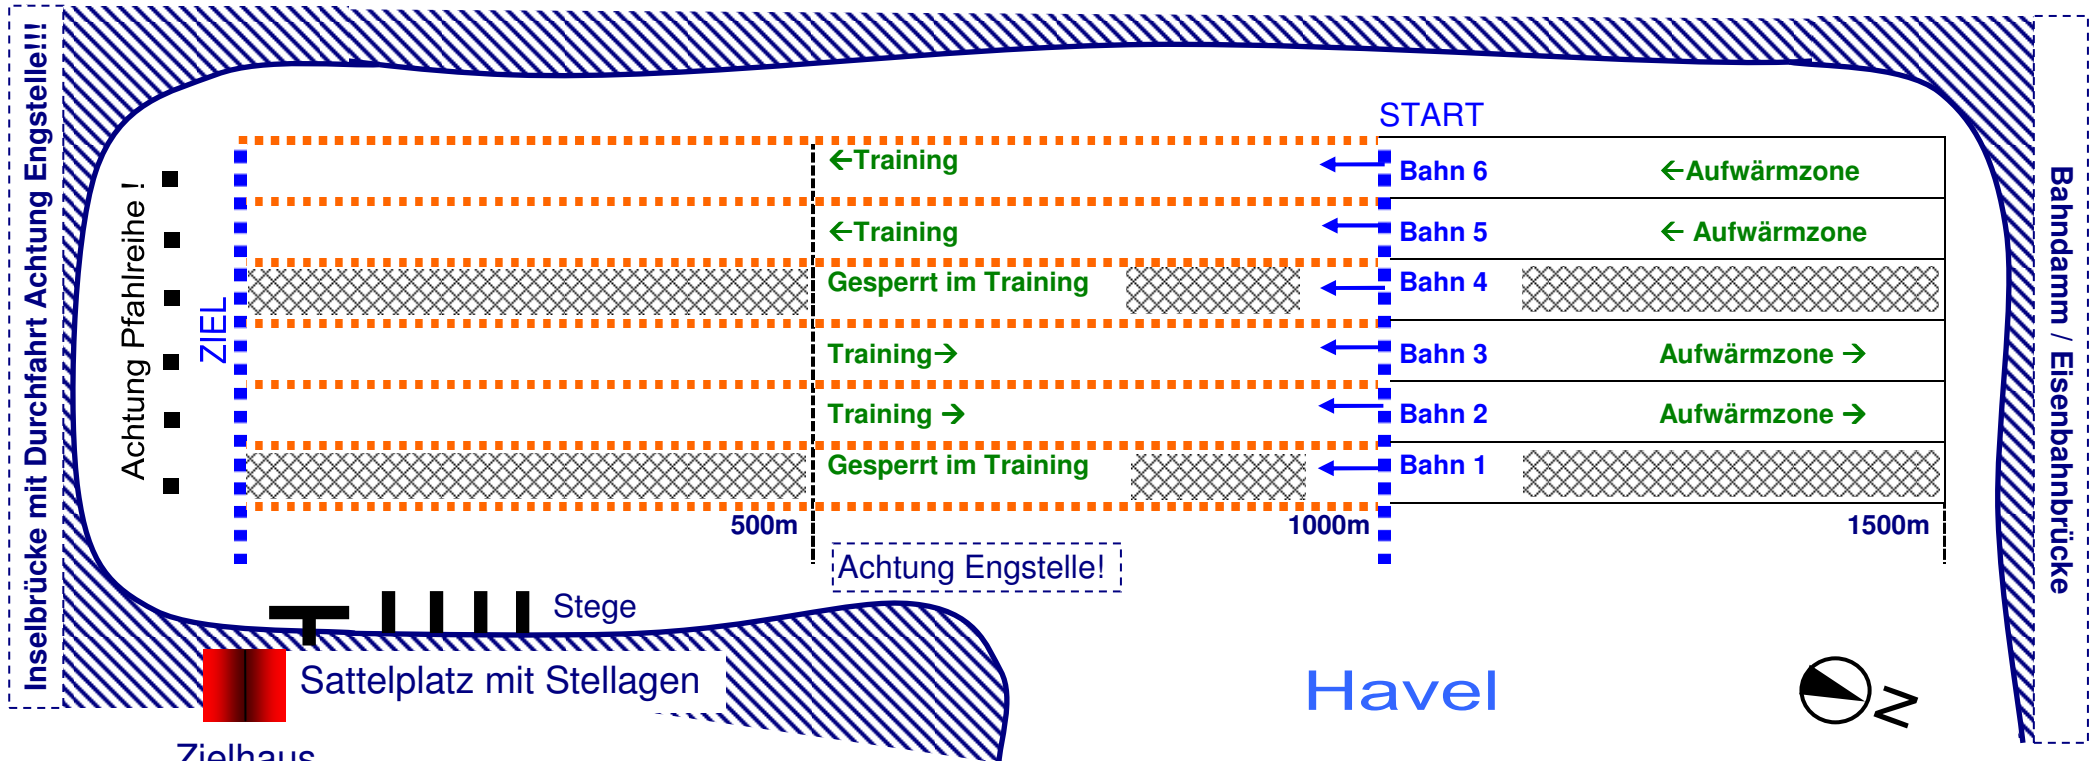 Inselbrücke mit Durchfahrt Achtung Engstelle!!!
Achtung Pfahlreihe !
ZIEL
START
←Training
Bahn 6
←Aufwärmzone
←Training
Bahn 5
← Aufwärmzone
Gesperrt im Training
Bahn 4
Training→
Bahn 3
Aufwärmzone →
Training →
Bahn 2
Aufwärmzone →
Gesperrt im Training
Bahn 1
500m
1000m
1500m
Achtung Engstelle!
Stege
Sattelplatz mit Stellagen
Havel
N
Zielhaus
Bahndamm / Eisenbahnbrücke